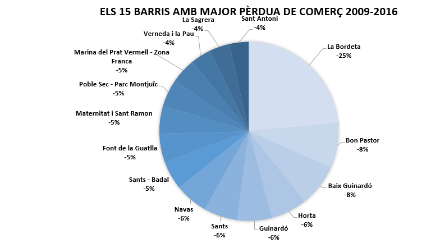 ELS 15 BARRIS AMB MAJOR PÈRDUA DE COMERÇ 2009-2016
La Bordeta
-25%
Bon Pastor
-8%
Baix Guinardó
-8%
Horta
-6%
Guinardó
-6%
Sants
-6%
Navas
-6%
Sants - Badal
-5%
Font de la Guatlla
-5%
Maternitat i Sant Ramon
-5%
Poble Sec - Parc Montjuïc
-5%
Marina del Prat Vermell - Zona
Franca
-5%
Verneda i la Pau
-4%
La Sagrera
-4%
Sant Antoni
-4%